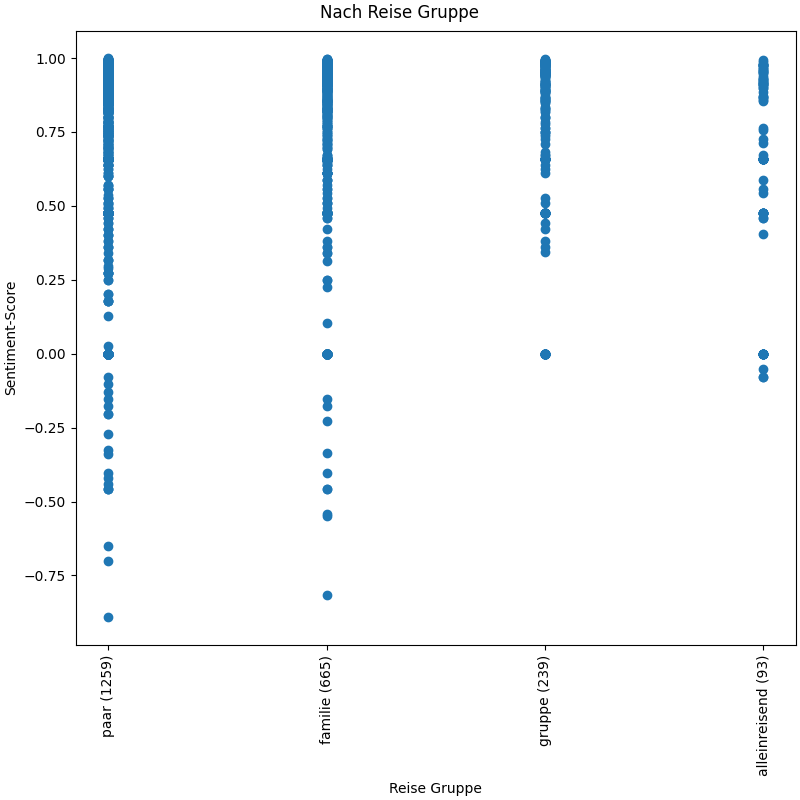 Nach Reise Gruppe
Sentiment-Score
1.00
0.75
0.50
0.25
0.00
−0.25
−0.50
−0.75
paar (1259)
familie (665)
gruppe (239)
alleinreisend (93)
Reise Gruppe